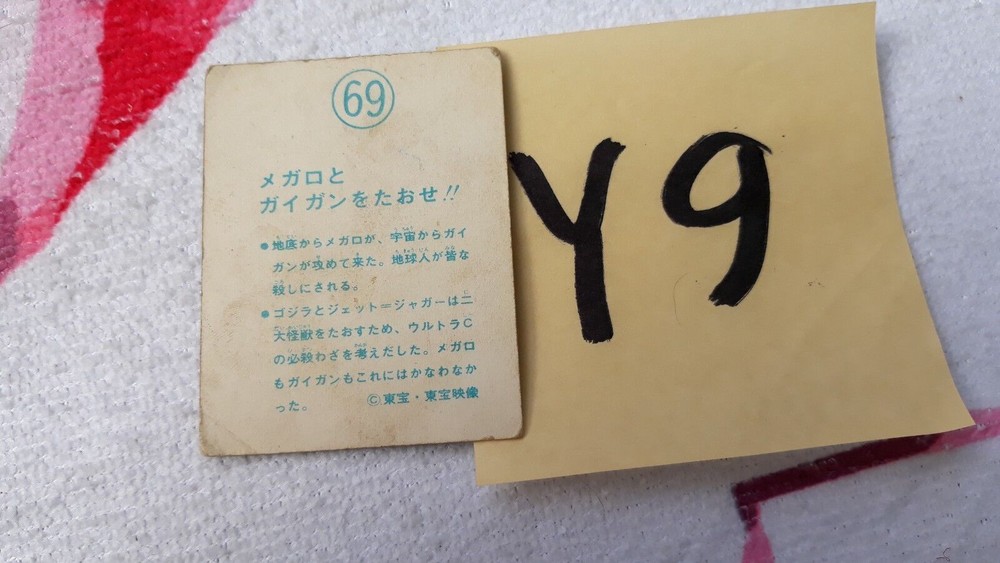 69
メガロと
ガイガンをたおせ!!
●地底からメガロが、宇宙からガイ
ガンが攻めて来た。地球人が皆な
殺しにされる。
●ゴジラとジェット=ジャガーは二
大怪獣をたおすため、ウルトラC
の必殺わざを考えだした。メガロ
もガイガンもこれにはかなわなか
った。
©東宝・東宝映像
Y9